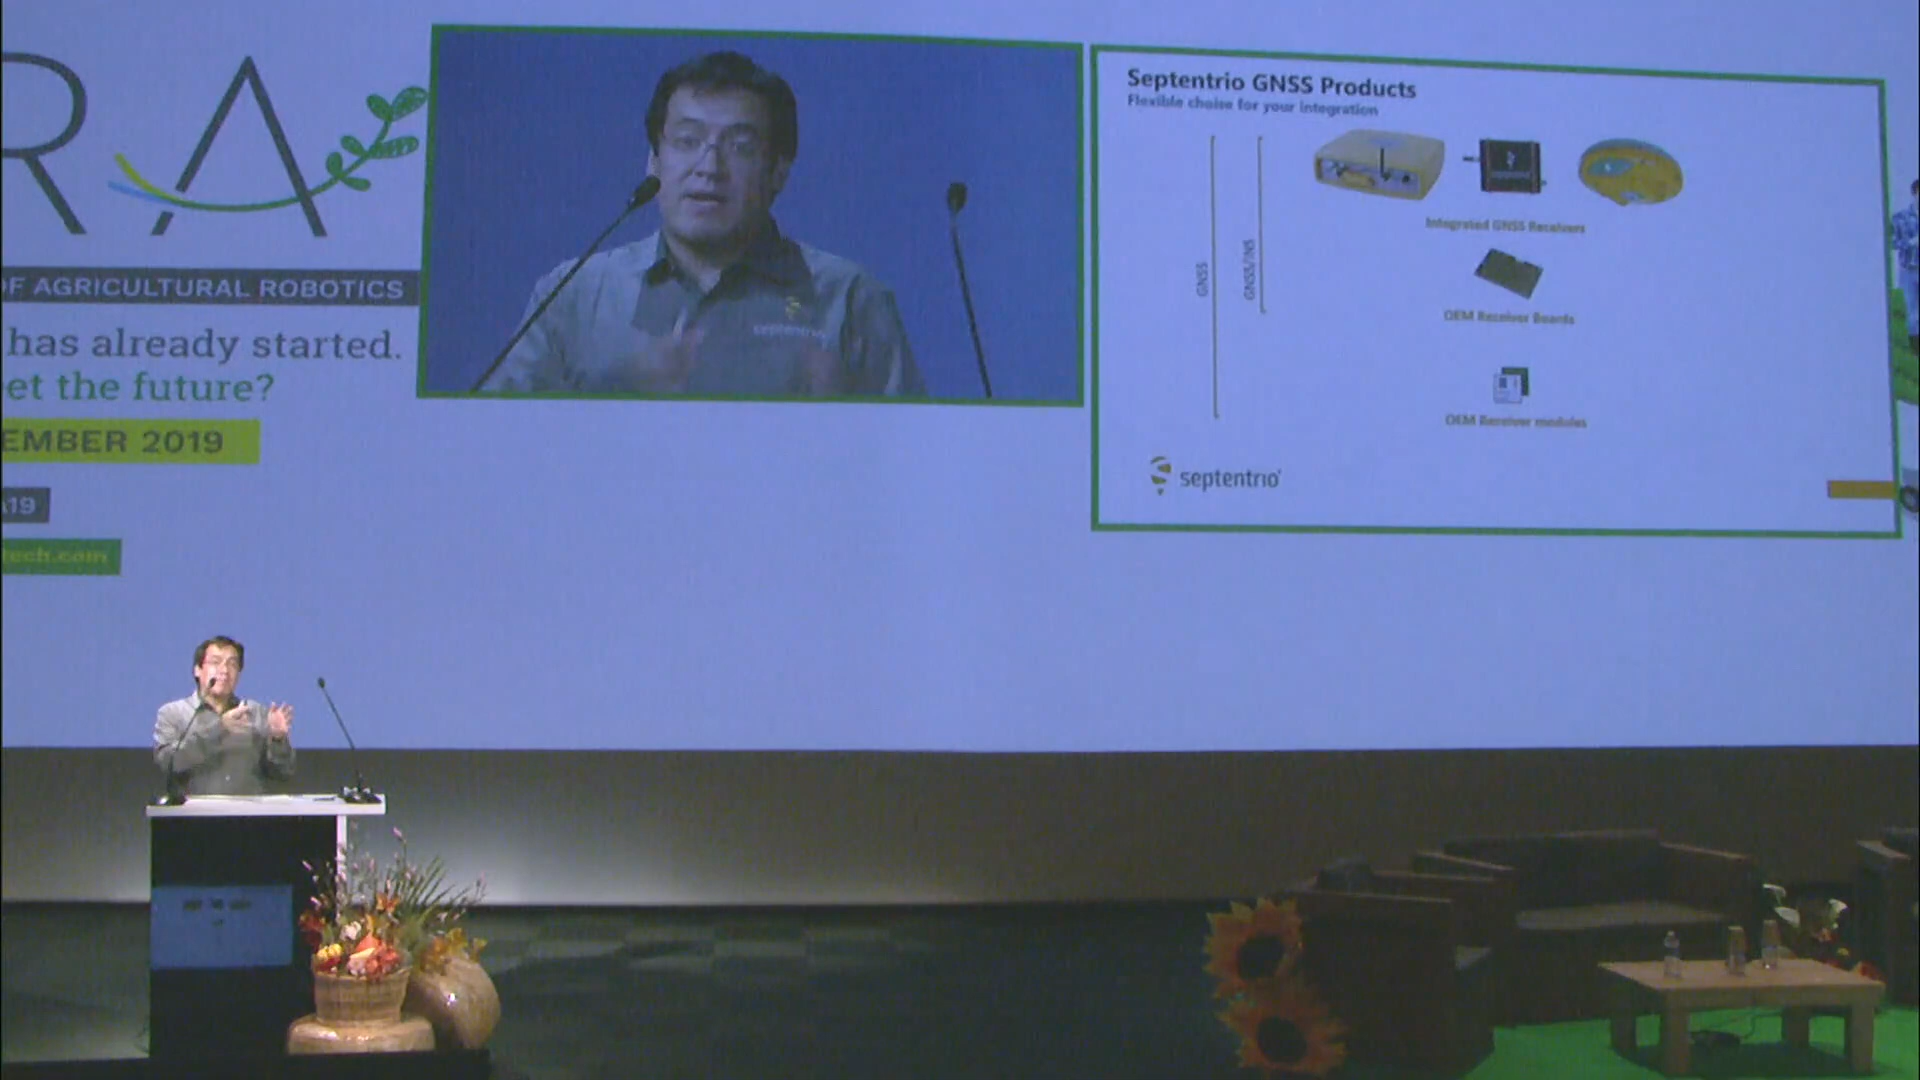 RA
OF AGRICULTURAL ROBOTICS
has already started.
et the future?
EMBER 2019
19
tech.com
septentrio
Septentrio GNSS Products
Flexible choice for your integration
GNSS
GNSS/INS
Integrated GNSS Receivers
OEM Receiver Boards
OEM Receiver modules
septentrio